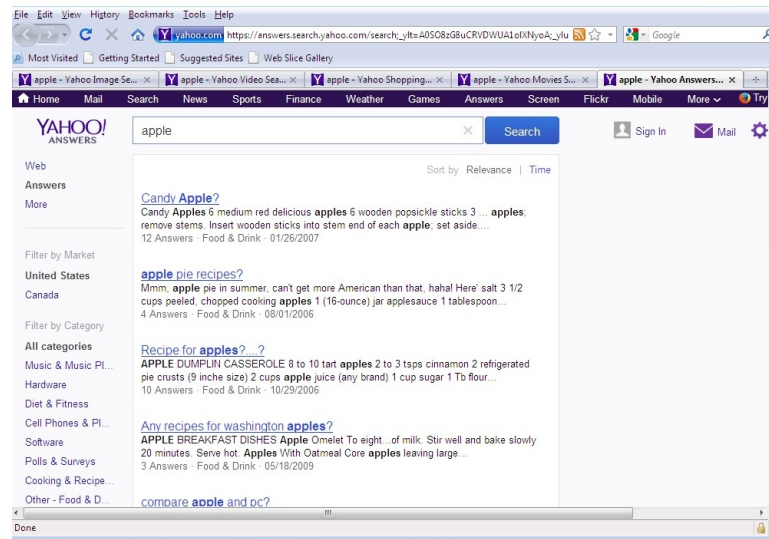 File Edit View History Bookmarks Tools Help
yahoo.com https://answers.search.yahoo.com/search;_ylt=A0SO8zG8uCRVDWUA1olXNyoA;_ylu Google
Most Visited Getting Started Suggested Sites Web Slice Gallery
apple - Yahoo Image Se... apple - Yahoo Video Sea... apple - Yahoo Shopping,... apple - Yahoo Movies S... apple - Yahoo Answers...
Home Mail Search News Sports Finance Weather Games Answers Screen Flickr Mobile More Try
YAHOO!
ANSWERS
apple
Search
Sign In Mail
Web
Answers
More
Filter by Market
United States
Canada
Filter by Category
All categories
Music & Music Pl...
Hardware
Diet & Fitness
Cell Phones & Pl...
Software
Polls & Surveys
Cooking & Recipe...
Other - Food & D...
Sort by Relevance | Time
Candy Apple?
Candy Apples 6 medium red delicious apples 6 wooden popsickle sticks 3 ... apples;
remove stems. Insert wooden sticks into stem end of each apple; set aside....
12 Answers · Food & Drink · 01/26/2007
apple pie recipes?
Mmm, apple pie in summer, can't get more American than that, haha! Here' salt 3 1/2
cups peeled, chopped cooking apples 1 (16-ounce) jar applesauce 1 tablespoon...
4 Answers · Food & Drink · 08/01/2006
Recipe for apples?....?
APPLE DUMPLIN CASSEROLE 8 to 10 tart apples 2 to 3 tsps cinnamon 2 refrigerated
pie crusts (9 inche size) 2 cups apple juice (any brand) 1 cup sugar 1 Tb flour...
10 Answers · Food & Drink · 10/29/2006
Any recipes for washington apples?
APPLE BREAKFAST DISHES Apple Omelet To eight...of milk. Stir well and bake slowly
20 minutes. Serve hot. Apples With Oatmeal Core apples leaving large...
3 Answers · Food & Drink · 05/18/2009
compare apple and pc?
Done